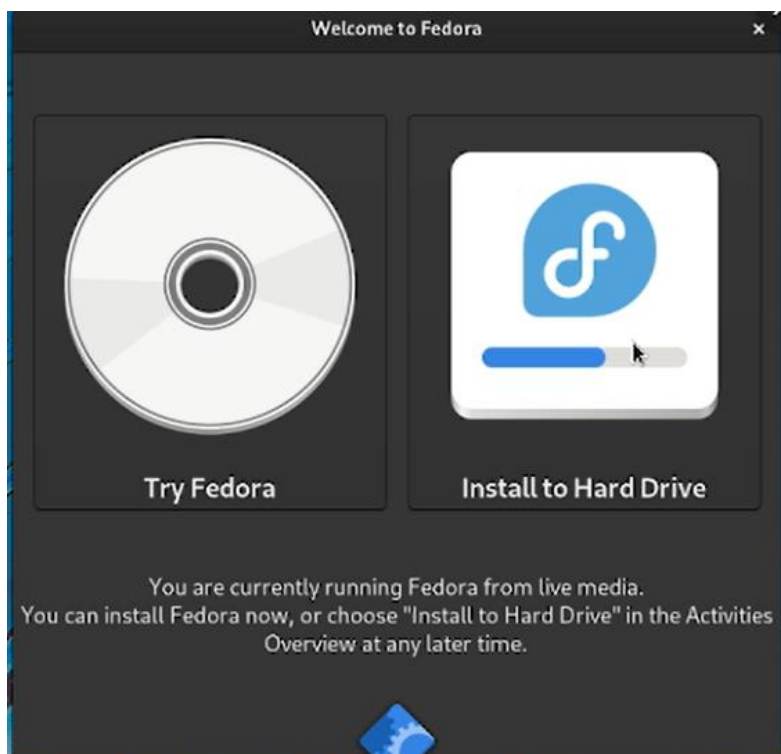 Welcome to Fedora
Try Fedora
Install to Hard Drive
You are currently running Fedora from live media.
You can install Fedora now, or choose "Install to Hard Drive" in the Activities
Overview at any later time.